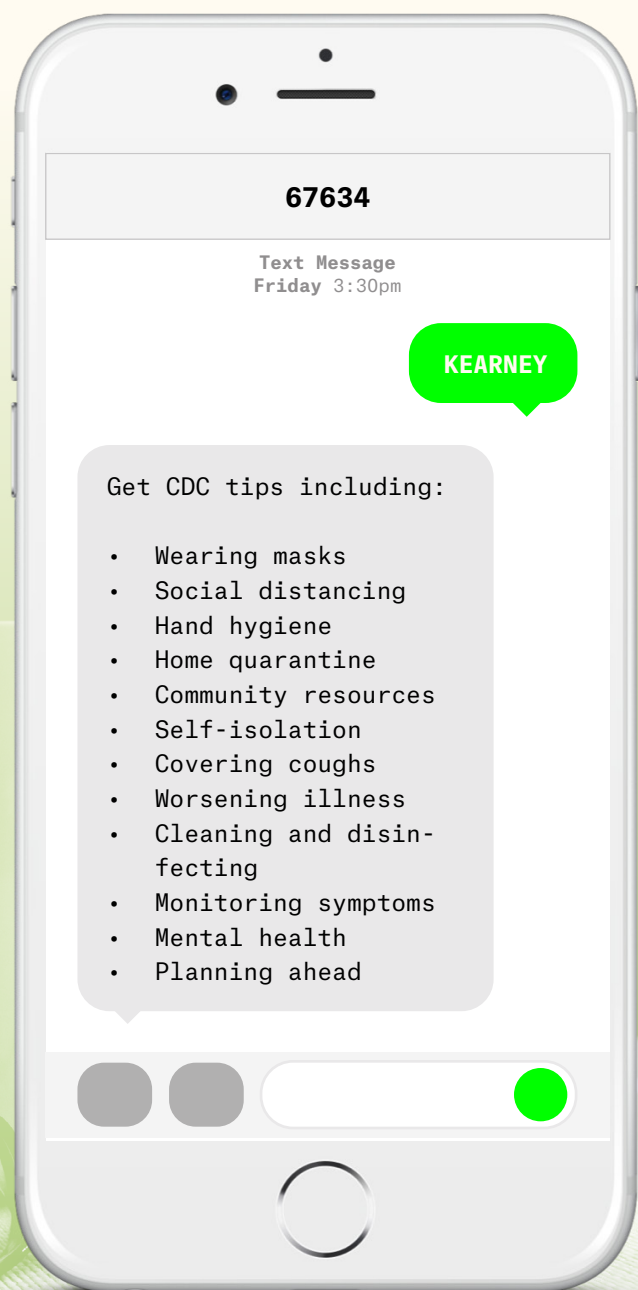 67634
Text Message
Friday 3:30pm
KEARNEY
Get CDC tips including:
• Wearing masks
• Social distancing
• Hand hygiene
• Home quarantine
• Community resources
• Self-isolation
• Covering coughs
• Worsening illness
• Cleaning and disin-
fecting
• Monitoring symptoms
• Mental health
• Planning ahead